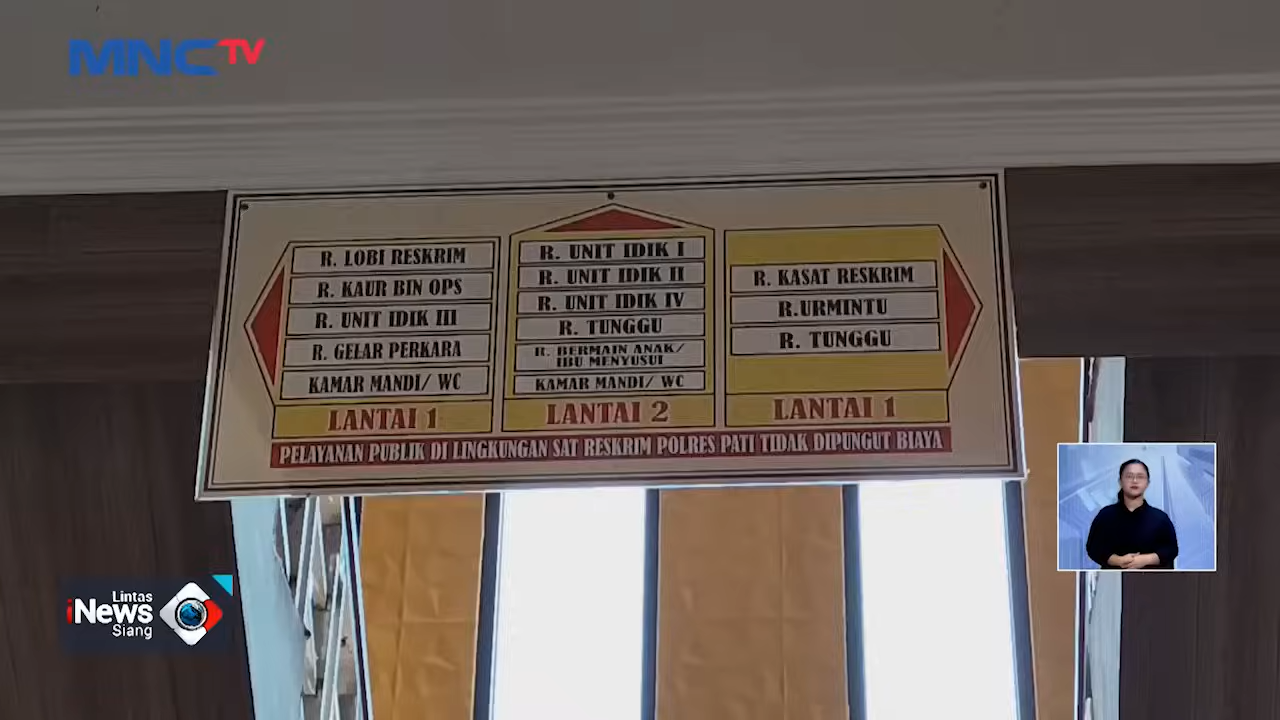 MNCTV
R. LOBI RESKRIM
R. KAUR BIN OPS
R. UNIT IDIK III
R. GELAR PERKARA
KAMAR MANDI/ WC
LANTAI 1
R. UNIT IDIK I
R. UNIT IDIK II
R. UNIT IDIK IV
R. TUNGGU
R. BERMAIN ANAK/
IBU MENYUSUI
KAMAR MANDI/ WC
LANTAI 2
R. KASAT RESKRIM
R.URMINTU
R. TUNGGU
LANTAI 1
PELAYANAN PUBLIK DI LINGKUNGAN SAT RESKRIM POLRES PATI TIDAK DIPUNGUT BIAYA
Lintas
iNews
Siang